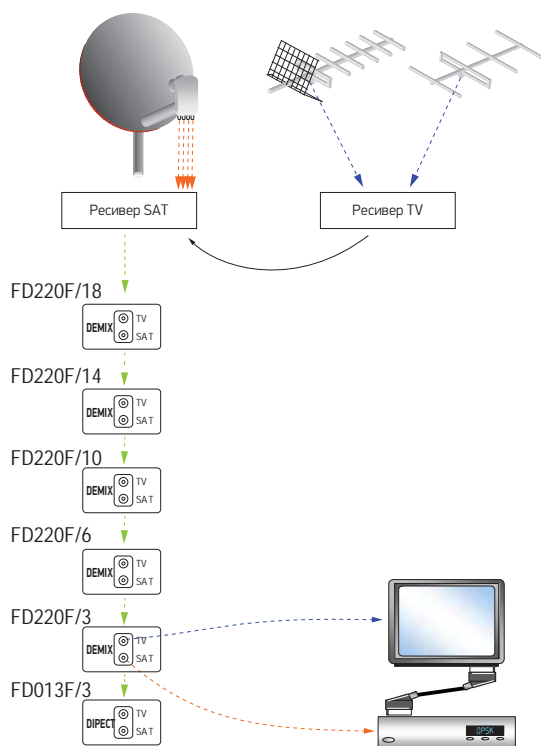 Ресивер SAT
Ресивер TV
FD220F/18
DEMIX
TV
SAT
FD220F/14
DEMIX
TV
SAT
FD220F/10
DEMIX
TV
SAT
FD220F/6
DEMIX
TV
SAT
FD220F/3
DEMIX
TV
SAT
FD013F/3
DIPECT
TV
SAT
QPSK